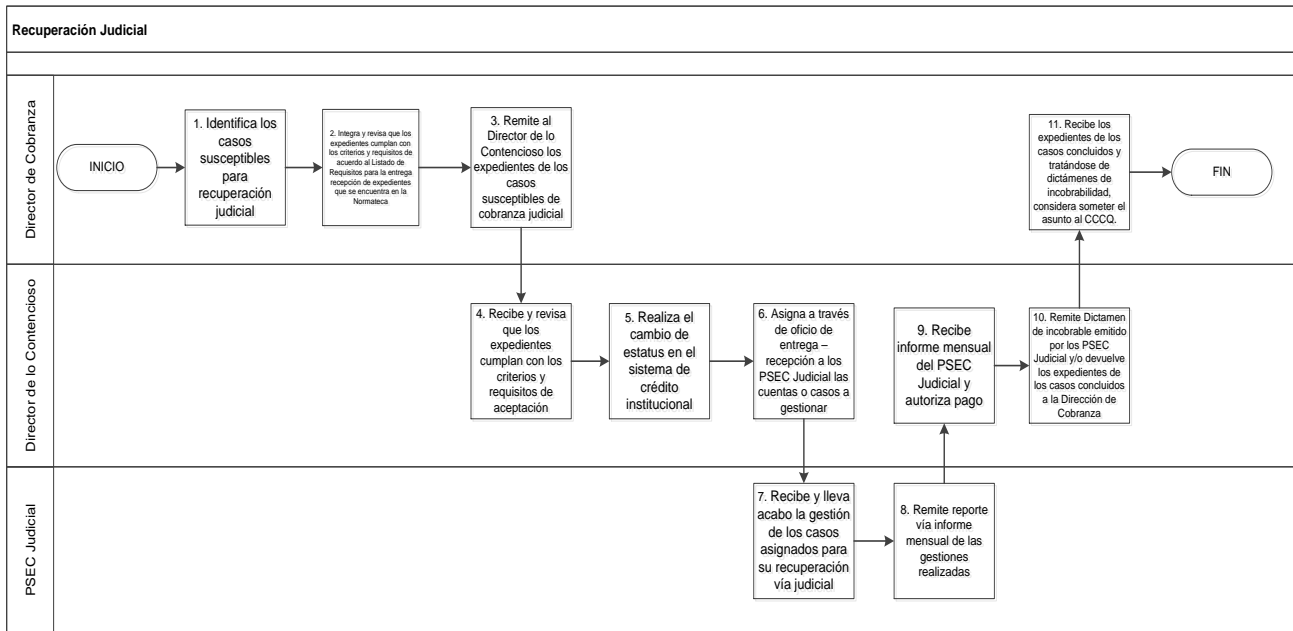 Recuperación Judicial
Director de Cobranza
INICIO
1. Identifica los
casos
susceptibles
para
recuperación
judicial
2. Integra y revisa que los
expedientes cumplan con
los criterios y requisitos de
acuerdo al Listado de
Requisitos para la entrega
recepción de expedientes
que se encuentra en la
Normateca
3. Remite al
Director de lo
Contencioso los
expedientes de los
casos
susceptibles de
cobranza judicial
11. Recibe los
expedientes de los
casos concluidos y
tratándose de
dictámenes de
incobrabilidad,
considera someter el
asunto al CCCQ.
FIN
Director de lo Contencioso
4. Recibe y revisa
que los
expedientes
cumplan con los
criterios y
requisitos de
aceptación
5. Realiza el
cambio de
estatus en el
sistema de
crédito
institucional
6. Asigna a través
de oficio de
entrega –
recepción a los
PSEC Judicial las
cuentas o casos a
gestionar
9. Recibe
informe mensual
del PSEC
Judicial y
autoriza pago
10. Remite Dictamen
de incobrable emitido
por los PSEC
Judicial y/o devuelve
los expedientes de
los casos concluidos
a la Dirección de
Cobranza
PSEC Judicial
7. Recibe y lleva
acabo la gestión
de los casos
asignados para
su recuperación
vía judicial
8. Remite reporte
vía informe
mensual de las
gestiones
realizadas